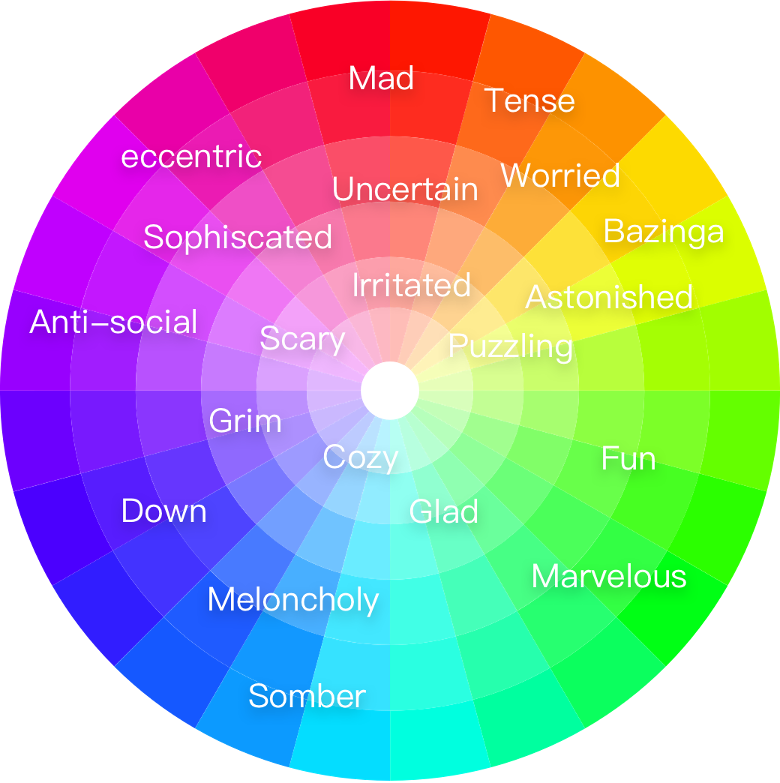 Mad
Tense
eccentric
Worried
Uncertain
Bazinga
Sophiscated
Irritated
Astonished
Anti-social
Scary
Puzzling
Grim
Cozy
Fun
Down
Glad
Marvelous
Meloncholy
Somber